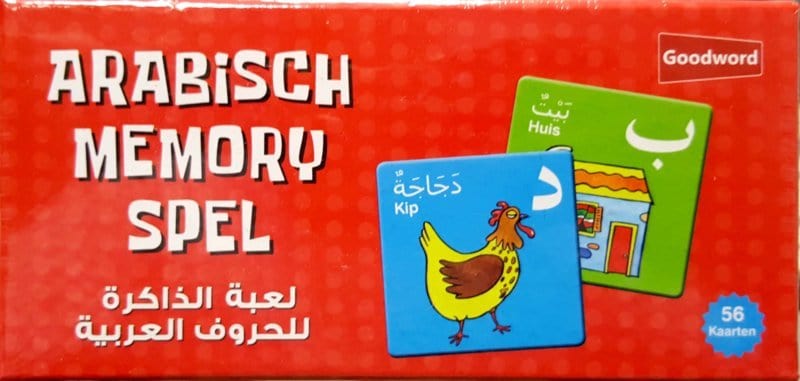 ARABiSCH
MEMORY
SPEL
لعبة الذاكرة
للحروف العربية
Goodword
بَيْتٌ
Huis
ب
دَجَاجَةٌ
Kip
د
56
Kaarten